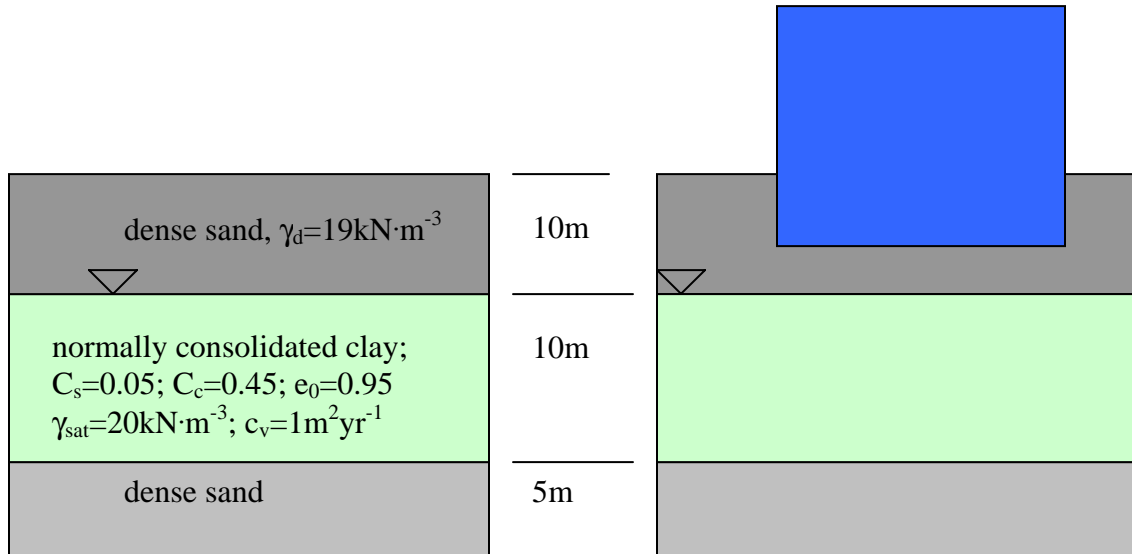 dense sand, γd=19kN·m-3
10m
normally consolidated clay;
Cs=0.05; Cc=0.45; e0=0.95
γsat=20kN·m-3; cv=1m2yr-1
10m
dense sand
5m